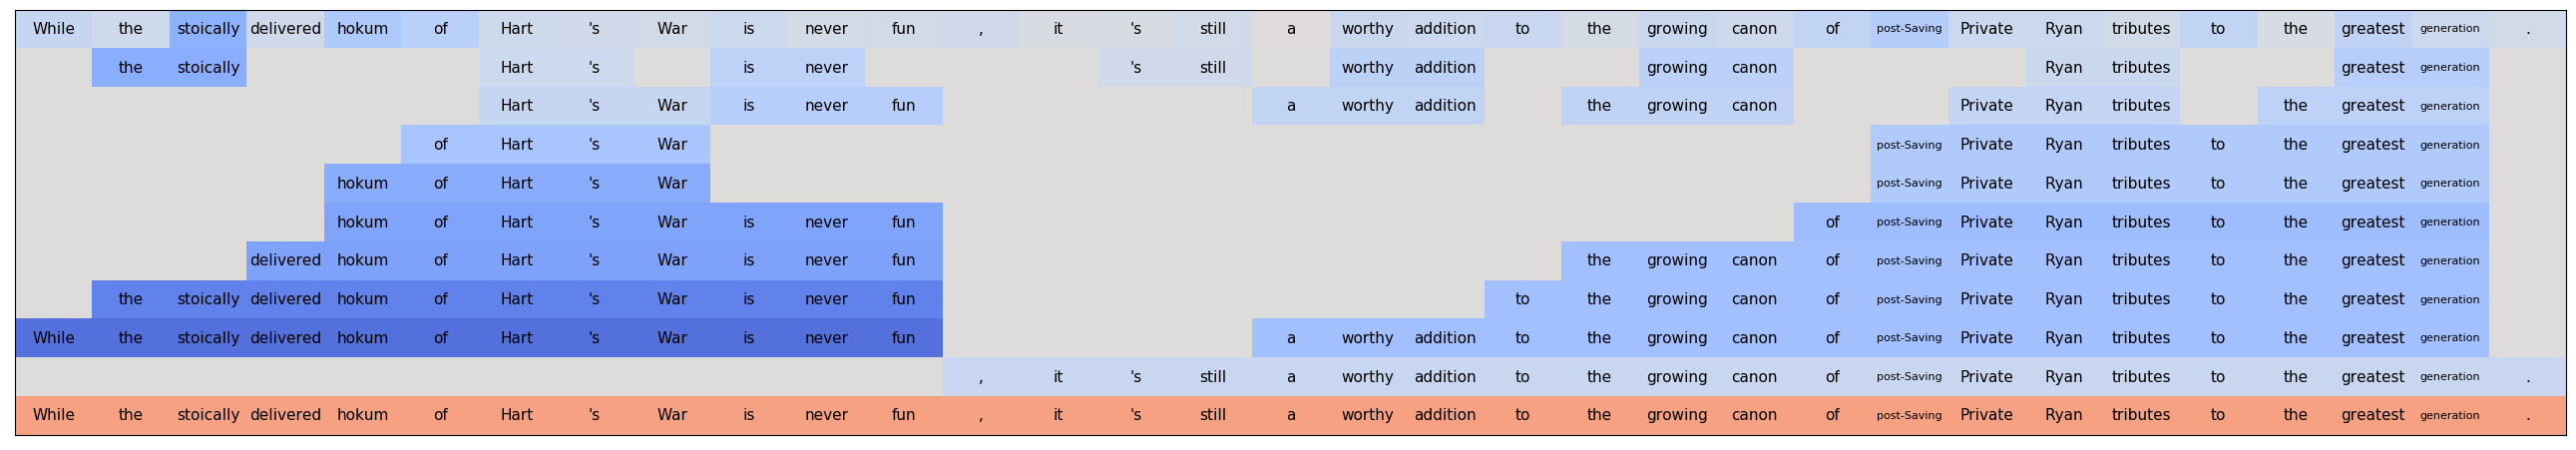 While the stoically delivered hokum of Hart 's War is never fun , it 's still a worthy addition to the growing canon of post-Saving Private Ryan tributes to the greatest generation .
the stoically Hart 's is never 's still worthy addition growing canon Ryan tributes greatest generation
Hart 's War is never fun a worthy addition the growing canon Private Ryan tributes the greatest generation
of Hart 's War post-Saving Private Ryan tributes to the greatest generation
hokum of Hart 's War post-Saving Private Ryan tributes to the greatest generation
hokum of Hart 's War is never fun of post-Saving Private Ryan tributes to the greatest generation
delivered hokum of Hart 's War is never fun the growing canon of post-Saving Private Ryan tributes to the greatest generation
the stoically delivered hokum of Hart 's War is never fun to the growing canon of post-Saving Private Ryan tributes to the greatest generation
While the stoically delivered hokum of Hart 's War is never fun a worthy addition to the growing canon of post-Saving Private Ryan tributes to the greatest generation
, it 's still a worthy addition to the growing canon of post-Saving Private Ryan tributes to the greatest generation .
While the stoically delivered hokum of Hart 's War is never fun , it 's still a worthy addition to the growing canon of post-Saving Private Ryan tributes to the greatest generation .